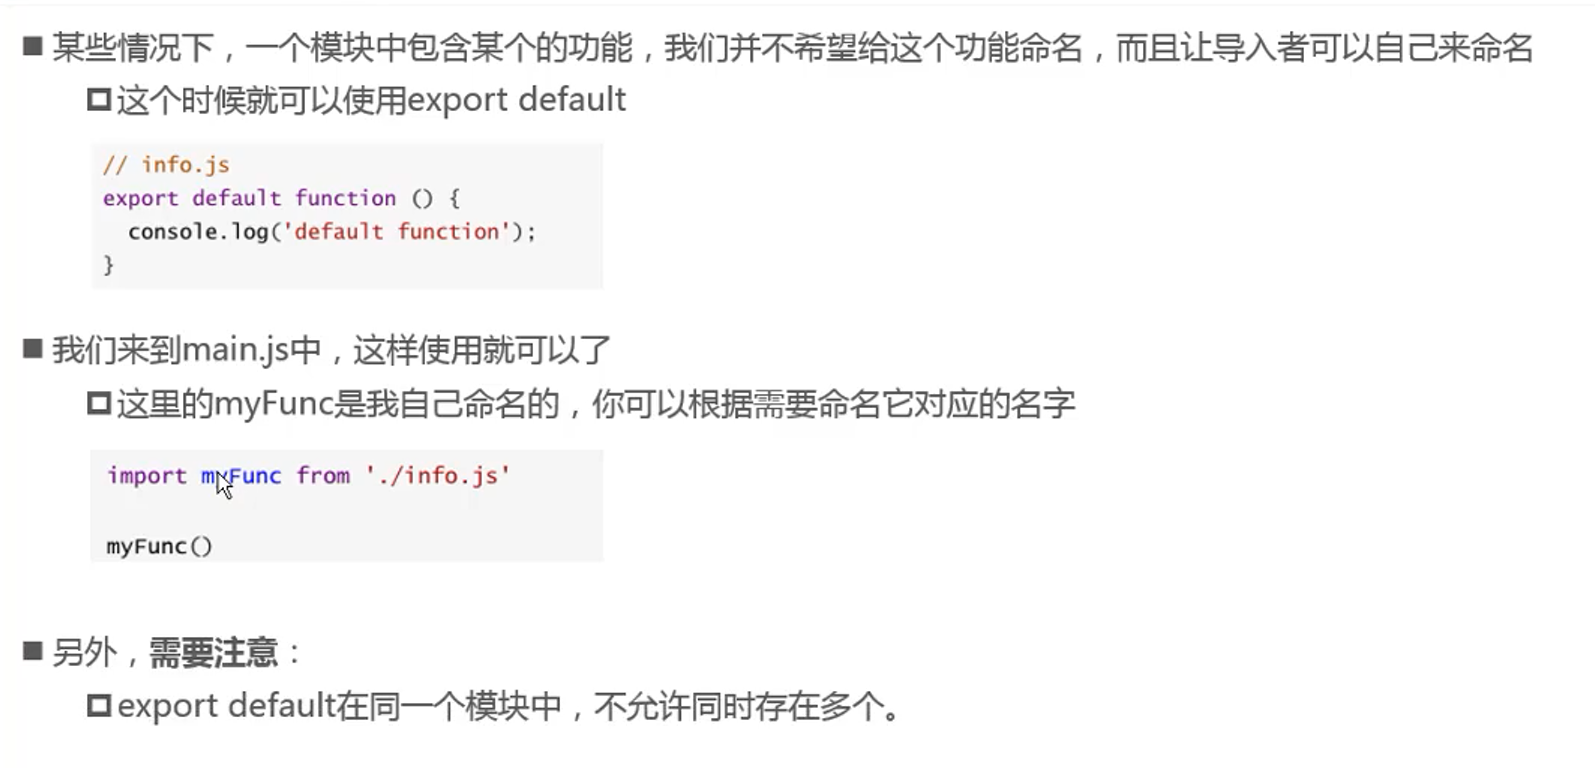 某些情况下，一个模块中包含某个的功能，我们并不希望给这个功能命名，而且让导入者可以自己来命名
这个时候就可以使用export default
// info.js
export default function () {
console.log('default function');
}
我们来到main.js中，这样使用就可以了
这里的myFunc是我自己命名的，你可以根据需要命名它对应的名字
import myFunc from './info.js'
myFunc()
另外，需要注意：
export default在同一个模块中，不允许同时存在多个。